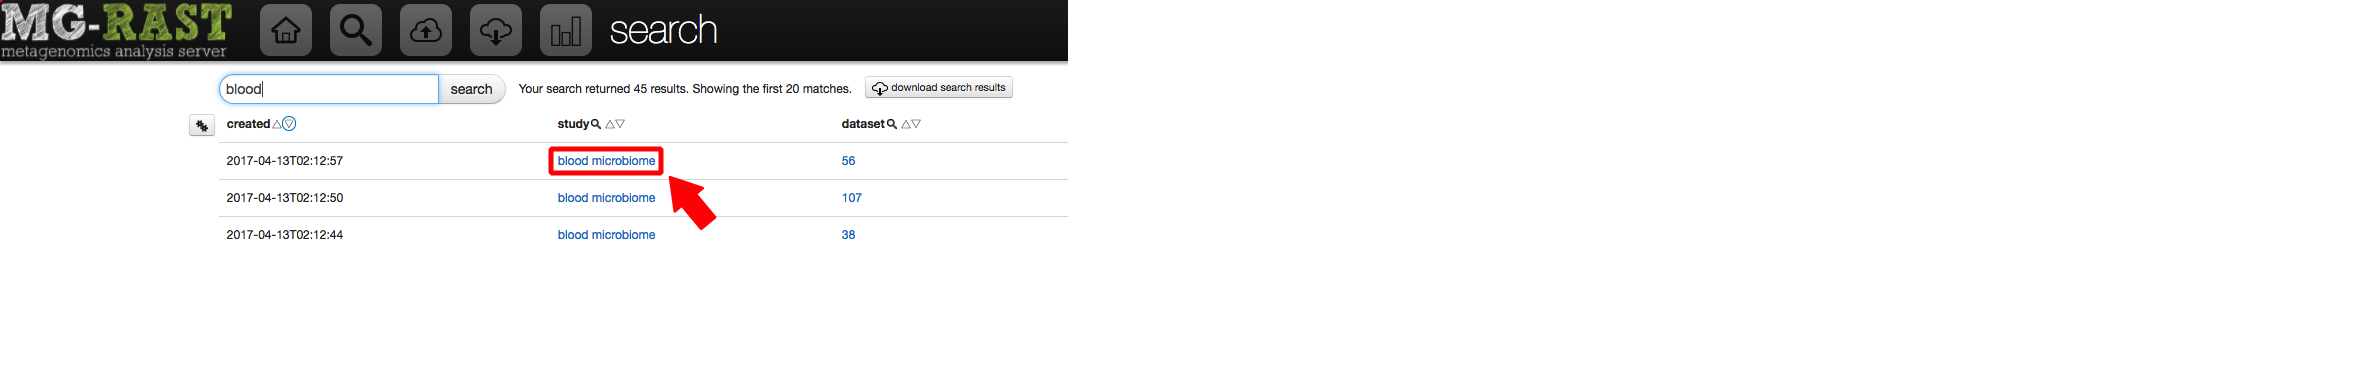 MG-RAST
metagenomics analysis server
search
blood
search
Your search returned 45 results. Showing the first 20 matches.
download search results
created study dataset
2017-04-13T02:12:57 blood microbiome 56
2017-04-13T02:12:50 blood microbiome 107
2017-04-13T02:12:44 blood microbiome 38